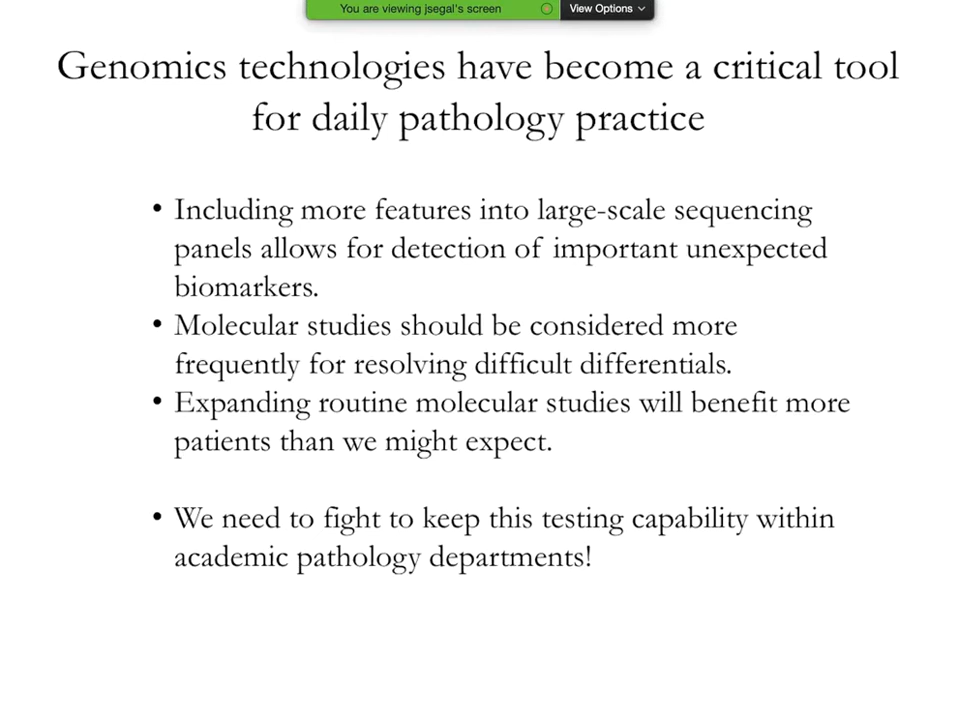 You are viewing jsegal's screen
View Options
Genomics technologies have become a critical tool
for daily pathology practice
• Including more features into large-scale sequencing
panels allows for detection of important unexpected
biomarkers.
• Molecular studies should be considered more
frequently for resolving difficult differentials.
• Expanding routine molecular studies will benefit more
patients than we might expect.
• We need to fight to keep this testing capability within
academic pathology departments!